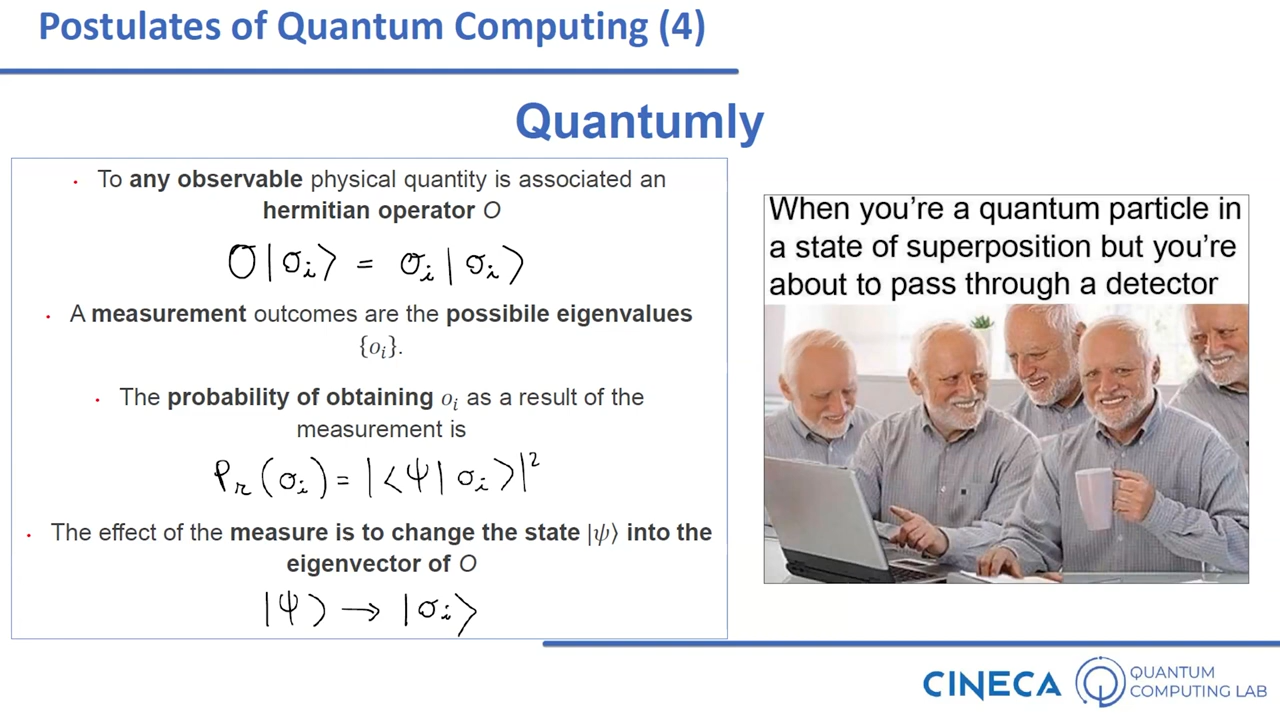 Postulates of Quantum Computing (4)
Quantumly
· To any observable physical quantity is associated an
hermitian operator O
O|σᵢ⟩ = σᵢ|σᵢ⟩
· A measurement outcomes are the possibile eigenvalues
{oᵢ}.
· The probability of obtaining oᵢ as a result of the
measurement is
Pr(σᵢ) = |<ψ|σᵢ>|²
· The effect of the measure is to change the state |ψ⟩ into the
eigenvector of O
|ψ⟩ → |σᵢ⟩
When you're a quantum particle in
a state of superposition but you're
about to pass through a detector
CINECA
QUANTUM
COMPUTING LAB